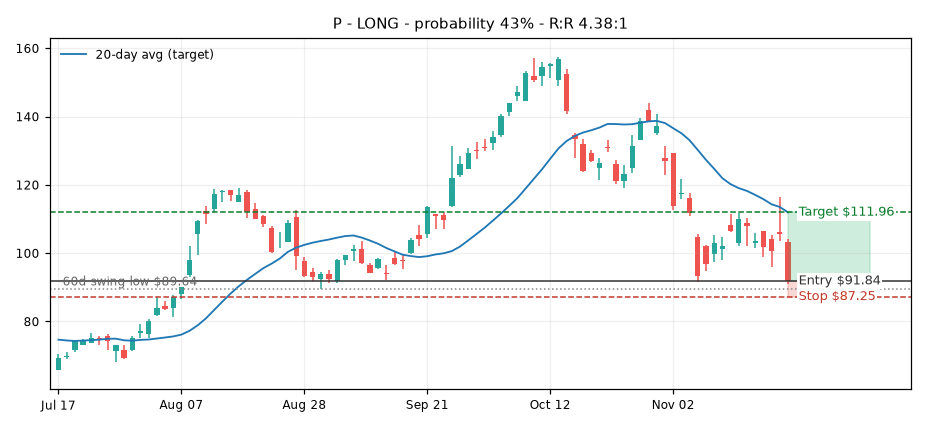 P - LONG - probability 43% - R:R 4.38:1
160
20-day avg (target)
140
120
Target $111.96
100
60d swing low $89.64
Entry $91.84
Stop $87.25
80
Jul 17
Aug 07
Aug 28
Sep 21
Oct 12
Nov 02